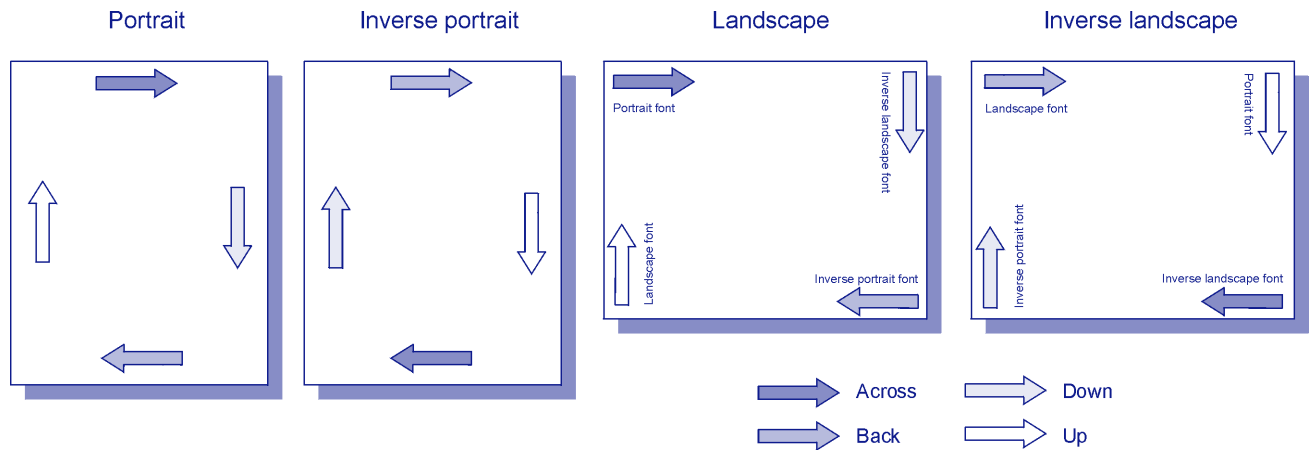 Portrait
Inverse portrait
Landscape
Inverse landscape
Portrait font
Inverse landscape font
Landscape font
Inverse portrait font
Landscape font
Portrait font
Inverse portrait font
Inverse landscape font
Across
Down
Back
Up